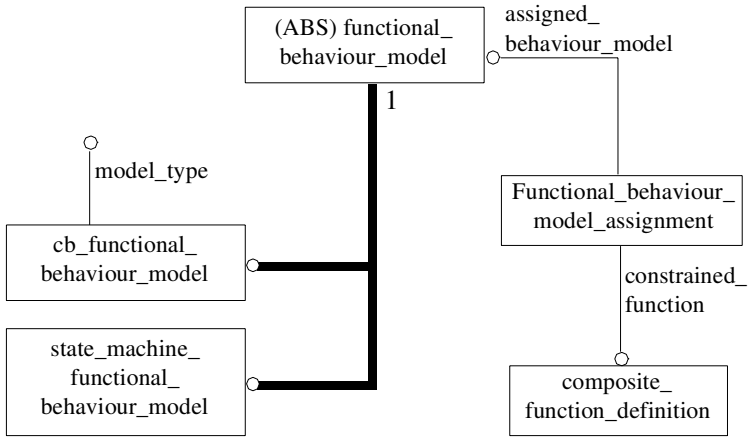 (ABS) functional_
behaviour_model
assigned_
behaviour_model
1
model_type
Functional_behaviour_
model_assignment
cb_functional_
behaviour_model
constrained_
function
state_machine_
functional_
behaviour_model
composite_
function_definition